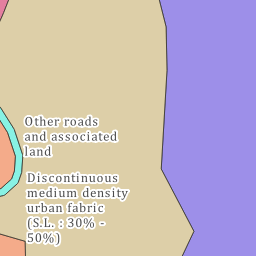 Other roads
and associated
land
Discontinuous
medium density
urban fabric
(S.L. : 30% -
50%)